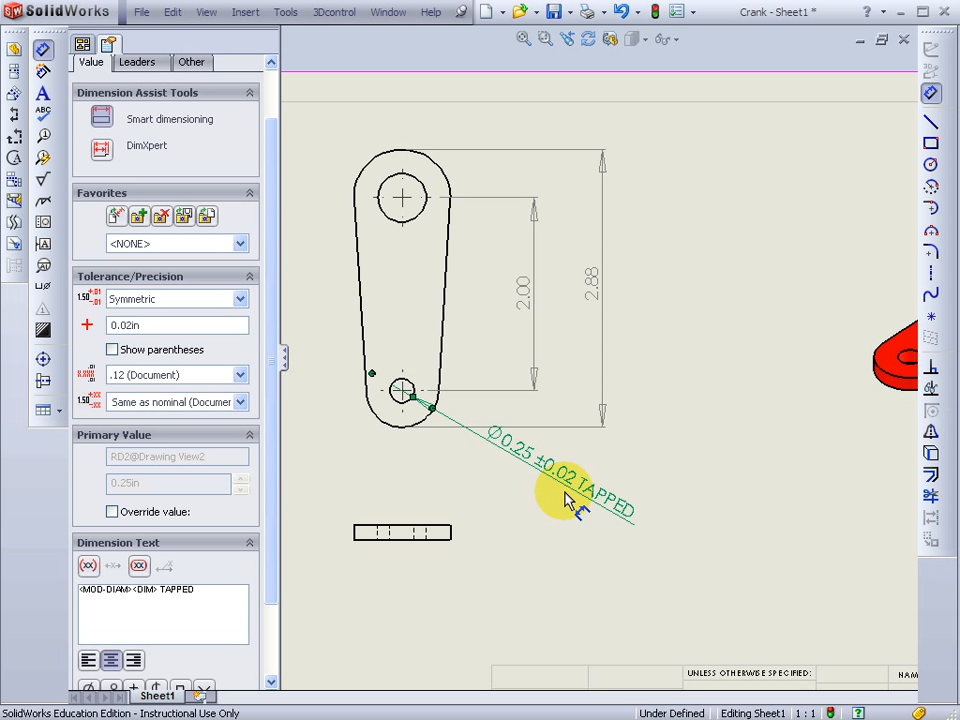 SolidWorks File Edit View Insert Tools 3Dcontrol Window Help Crank - Sheet1 *
Value Leaders Other
Dimension Assist Tools
Smart dimensioning
DimXpert
Favorites
<NONE>
Tolerance/Precision
Symmetric
0.02in
Show parentheses
.12 (Document)
Same as nominal (Documer
Primary Value
RD2@Drawing View2
0.25in
Override value:
Dimension Text
<MOD-DIAM><DIM> TAPPED
2.00
2.88
Ø0.25 ±0.02 TAPPED
UNLESS OTHERWISE SPECIFIED:
NAM
Sheet1
SolidWorks Education Edition - Instructional Use Only Under Defined Editing Sheet1 1 : 1